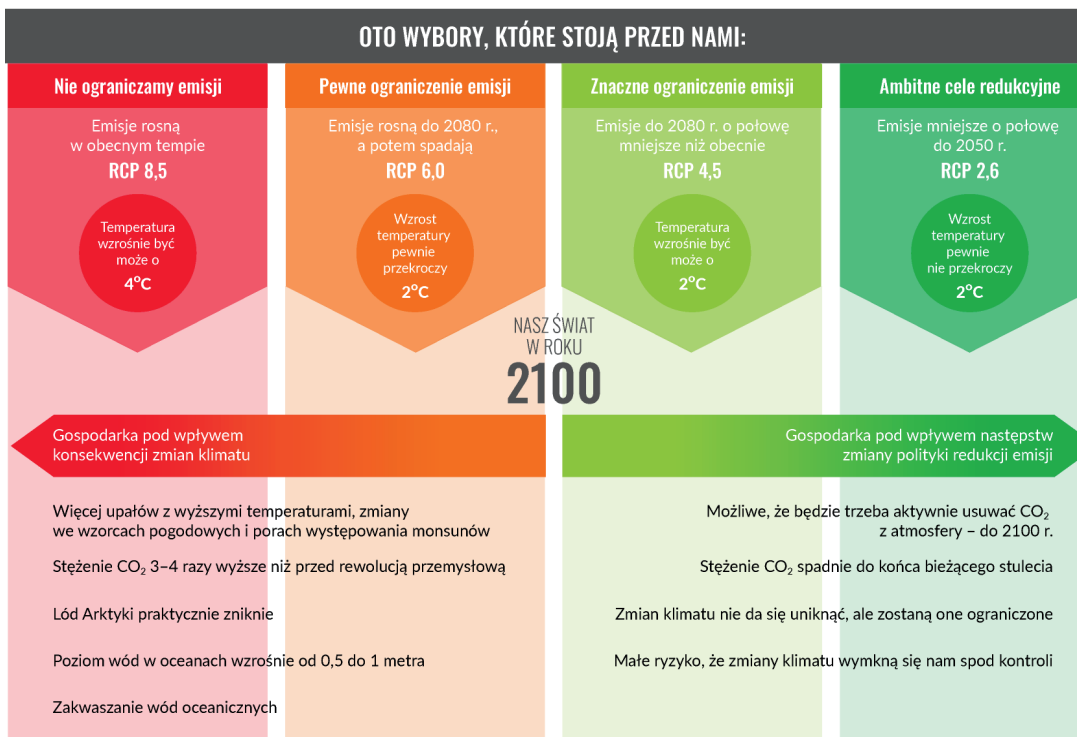 OTO WYBORY, KTÓRE STOJĄ PRZED NAMI:
Nie ograniczamy emisji
Emisje rosną
w obecnym tempie
RCP 8,5
Temperatura
wzrośnie być
może o
4°C
Pewne ograniczenie emisji
Emisje rosną do 2080 r.,
a potem spadają
RCP 6,0
Wzrost
temperatury
pewnie
przekroczy
2°C
Znaczne ograniczenie emisji
Emisje do 2080 r. o połowę
mniejsze niż obecnie
RCP 4,5
Temperatura
wzrośnie być
może o
2°C
Ambitne cele redukcyjne
Emisje mniejsze o połowę
do 2050 r.
RCP 2,6
Wzrost
temperatury
pewnie
nie przekroczy
2°C
NASZ ŚWIAT
W ROKU
2100
Gospodarka pod wpływem
konsekwencji zmian klimatu
Więcej upałów z wyższymi temperaturami, zmiany
we wzorcach pogodowych i porach występowania monsunów
Stężenie CO₂ 3–4 razy wyższe niż przed rewolucją przemysłową
Lód Arktyki praktycznie zniknie
Poziom wód w oceanach wzrośnie od 0,5 do 1 metra
Zakwaszanie wód oceanicznych
Gospodarka pod wpływem następstw
zmiany polityki redukcji emisji
Możliwe, że będzie trzeba aktywnie usuwać CO₂
z atmosfery – do 2100 r.
Stężenie CO₂ spadnie do końca bieżącego stulecia
Zmian klimatu nie da się uniknąć, ale zostaną one ograniczone
Małe ryzyko, że zmiany klimatu wymkną się nam spod kontroli